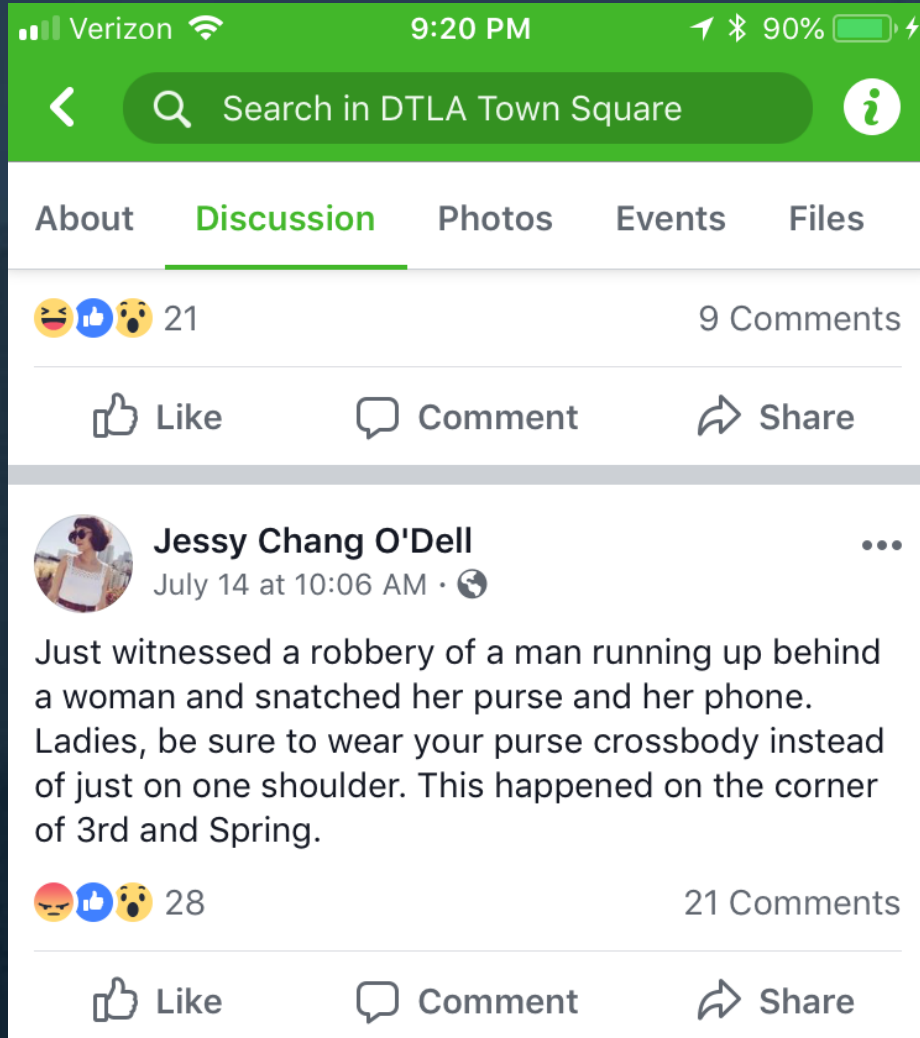 Verizon 9:20 PM 90%
Search in DTLA Town Square
About Discussion Photos Events Files
21 9 Comments
Like Comment Share
Jessy Chang O'Dell
July 14 at 10:06 AM ·
Just witnessed a robbery of a man running up behind
a woman and snatched her purse and her phone.
Ladies, be sure to wear your purse crossbody instead
of just on one shoulder. This happened on the corner
of 3rd and Spring.
28 21 Comments
Like Comment Share